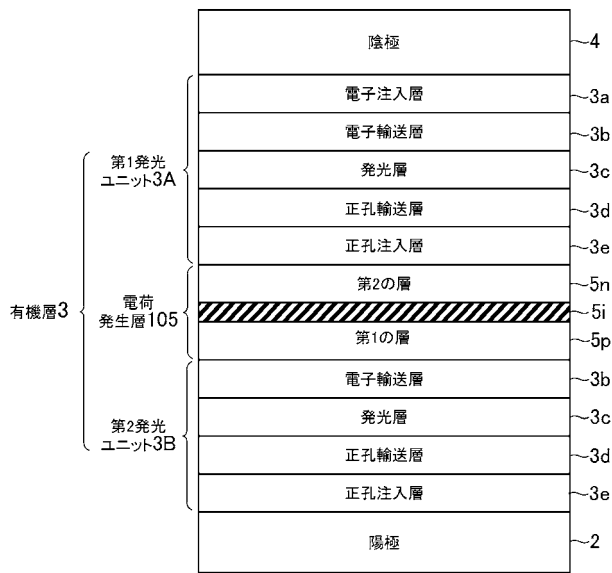 陰極 4
電子注入層 3a
電子輸送層 3b
第1発光
ユニット3A
発光層 3c
正孔輸送層 3d
正孔注入層 3e
有機層3
電荷
発生層105
第2の層 5n
5i
第1の層 5p
電子輸送層 3b
第2発光
ユニット3B
発光層 3c
正孔輸送層 3d
正孔注入層 3e
陽極 2